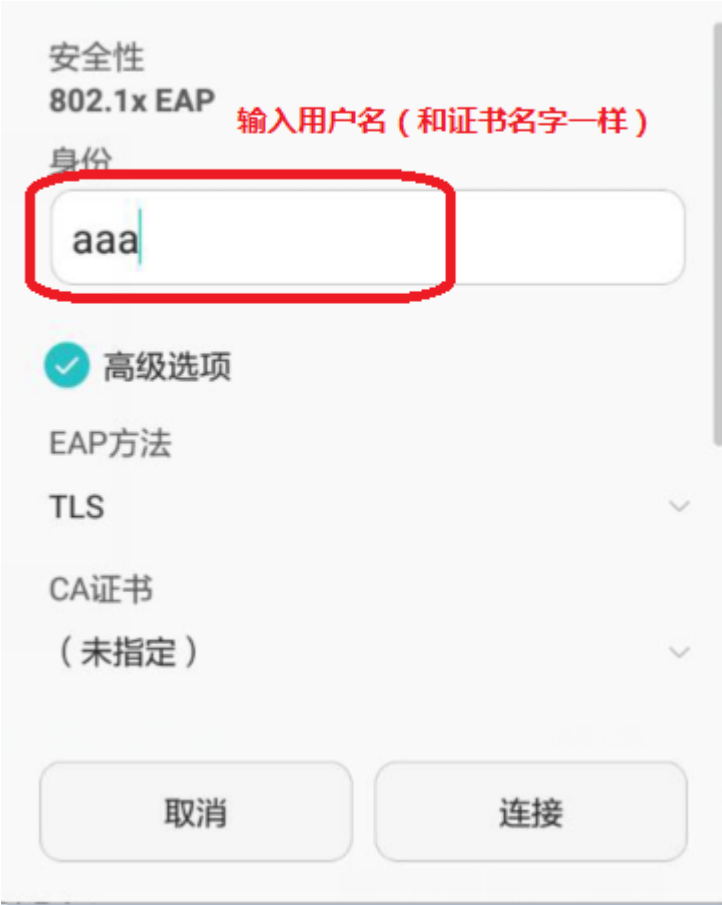 安全性
802.1x EAP
输入用户名（和证书名字一样）
身份
aaa
高级选项
EAP方法
TLS
CA证书
（未指定）
取消
连接